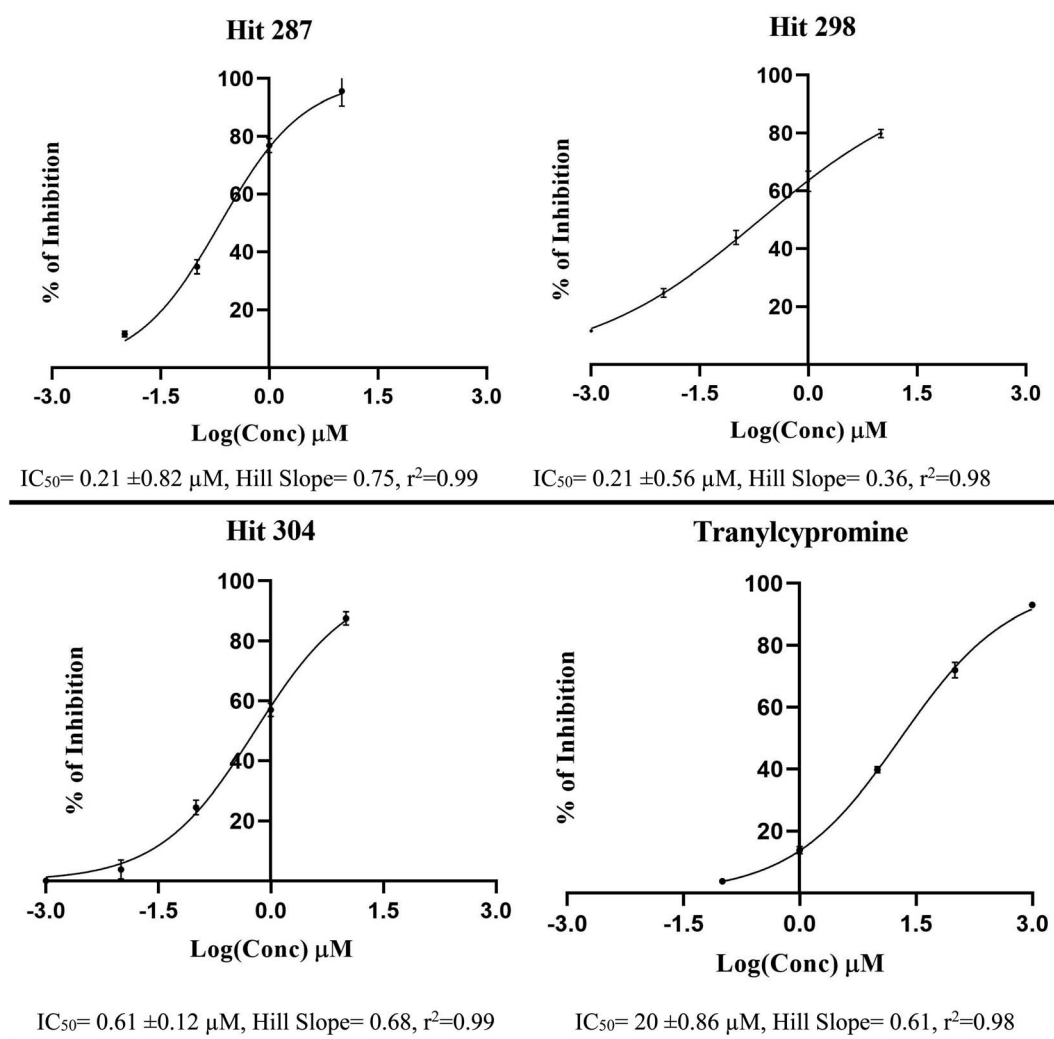 Hit 287
% of Inhibition
100
80
60
40
20
-3.0 -1.5 0.0 1.5 3.0
Log(Conc) μM
IC50= 0.21 ±0.82 μM, Hill Slope= 0.75, r2=0.99
Hit 298
% of Inhibition
100
80
60
40
20
-3.0 -1.5 0.0 1.5 3.0
Log(Conc) μM
IC50= 0.21 ±0.56 μM, Hill Slope= 0.36, r2=0.98
Hit 304
% of Inhibition
100
80
60
40
20
-3.0 -1.5 0.0 1.5 3.0
Log(Conc) μM
IC50= 0.61 ±0.12 μM, Hill Slope= 0.68, r2=0.99
Tranylcypromine
% of Inhibition
100
80
60
40
20
-3.0 -1.5 0.0 1.5 3.0
Log(Conc) μM
IC50= 20 ±0.86 μM, Hill Slope= 0.61, r2=0.98